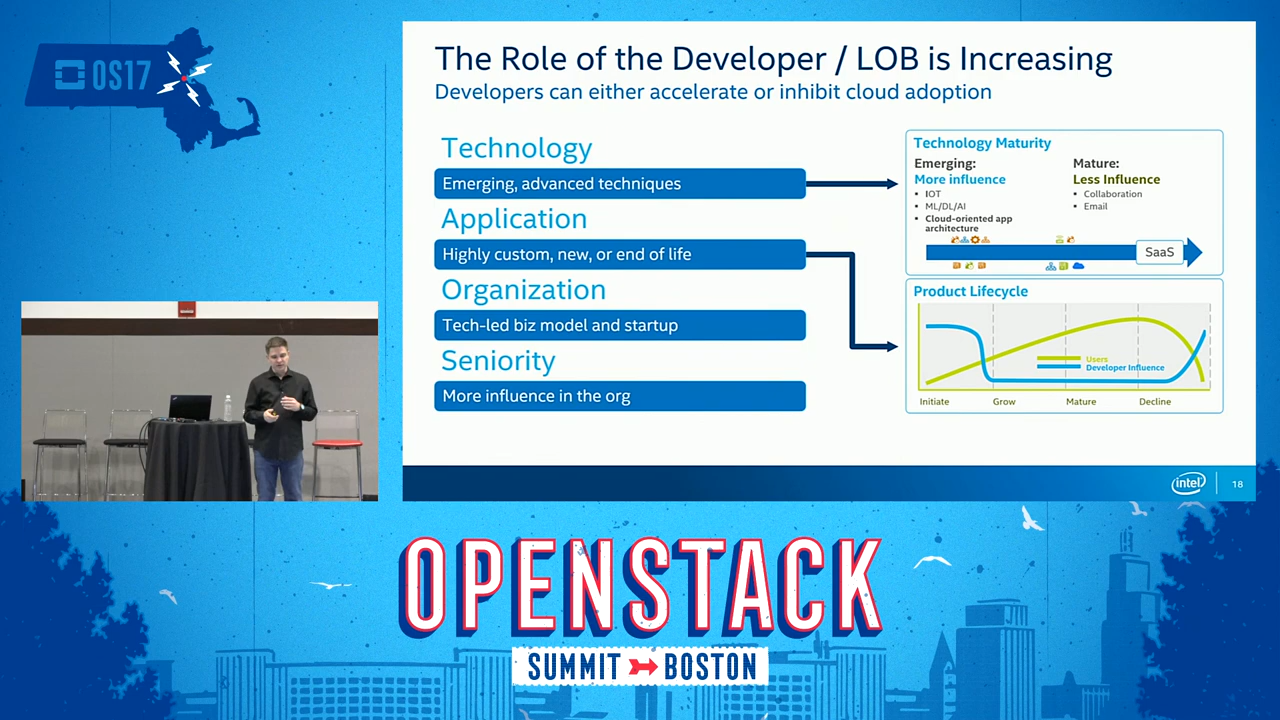 OS17
The Role of the Developer / LOB is Increasing
Developers can either accelerate or inhibit cloud adoption
Technology
Emerging, advanced techniques
Application
Highly custom, new, or end of life
Organization
Tech-led biz model and startup
Seniority
More influence in the org
Technology Maturity
Emerging:
More influence
• IOT
• ML/DL/AI
• Cloud-oriented app
architecture
Mature:
Less Influence
• Collaboration
• Email
SaaS
Product Lifecycle
Users
Developer Influence
Initiate
Grow
Mature
Decline
intel
18
OPENSTACK
SUMMIT BOSTON